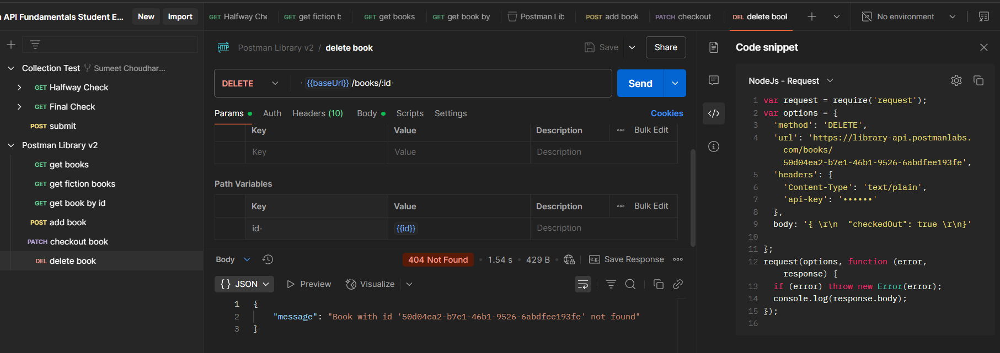 API Fundamentals Student E...
New
Import
GET Halfway Che
GET get fiction b
GET get books
GET get book by
Postman Lib
POST add book
PATCH checkout
DEL delete bool
No environment
Collection Test Sumeet Choudhar...
GET Halfway Check
GET Final Check
POST submit
Postman Library v2
GET get books
GET get fiction books
GET get book by id
POST add book
PATCH checkout book
DEL delete book
HTTP Postman Library v2 / delete book
Save
Share
DELETE
{{baseUrl}} /books/:id
Send
Params
Auth
Headers (10)
Body
Scripts
Settings
Cookies
Key Value Description Bulk Edit
Key Value Description
Path Variables
Key Value Description Bulk Edit
id {{id}} Description
Body
404 Not Found • 1.54 s • 429 B
e.g. Save Response
{} JSON
Preview
Visualize
1 {
2 "message": "Book with id '50d04ea2-b7e1-46b1-9526-6abdfee193fe' not found"
3 }
Code snippet
NodeJs - Request
1 var request = require('request');
2 var options = {
3 'method': 'DELETE',
4 'url': 'https://library-api.postmanlabs.
com/books/
50d04ea2-b7e1-46b1-9526-6abdfee193fe',
5 'headers': {
6 'Content-Type': 'text/plain',
7 'api-key': '••••••'
8 },
9 body: '{ \r\n  "checkedOut": true \r\n}'
10
11 };
12 request(options, function (error,
response) {
13 if (error) throw new Error(error);
14 console.log(response.body);
15 });
16